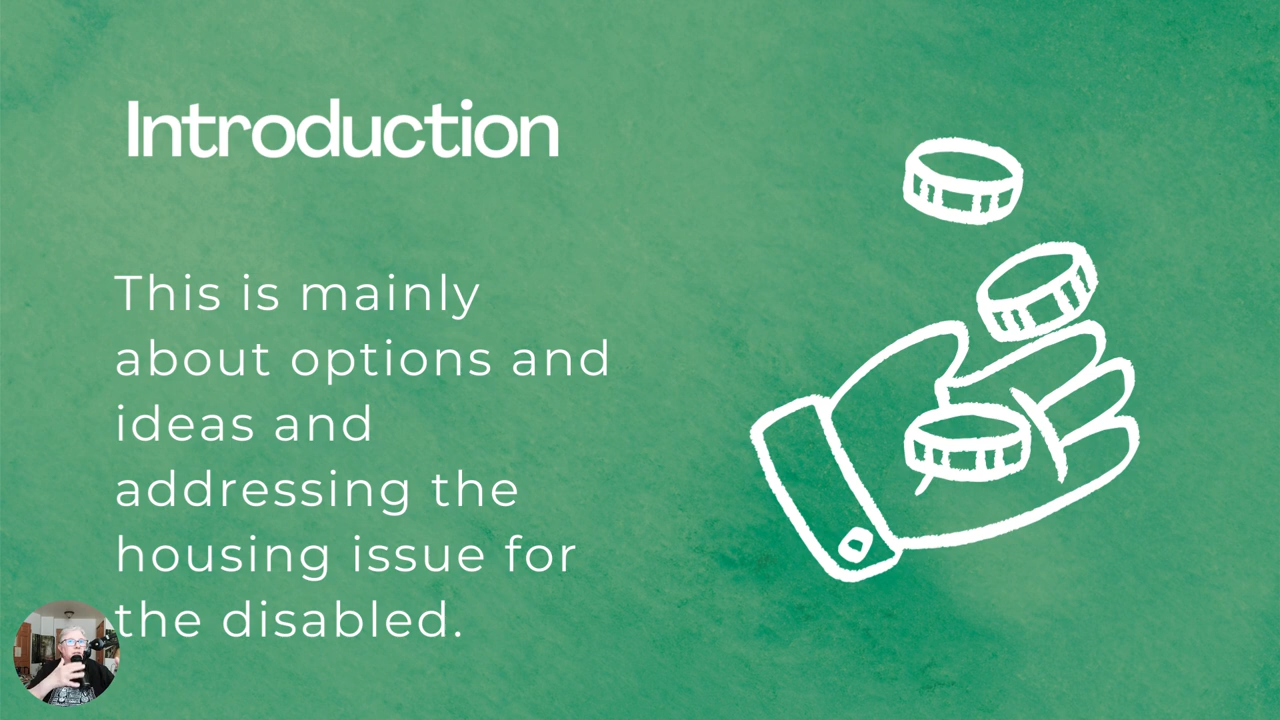 Introduction
This is mainly
about options and
ideas and
addressing the
housing issue for
the disabled.